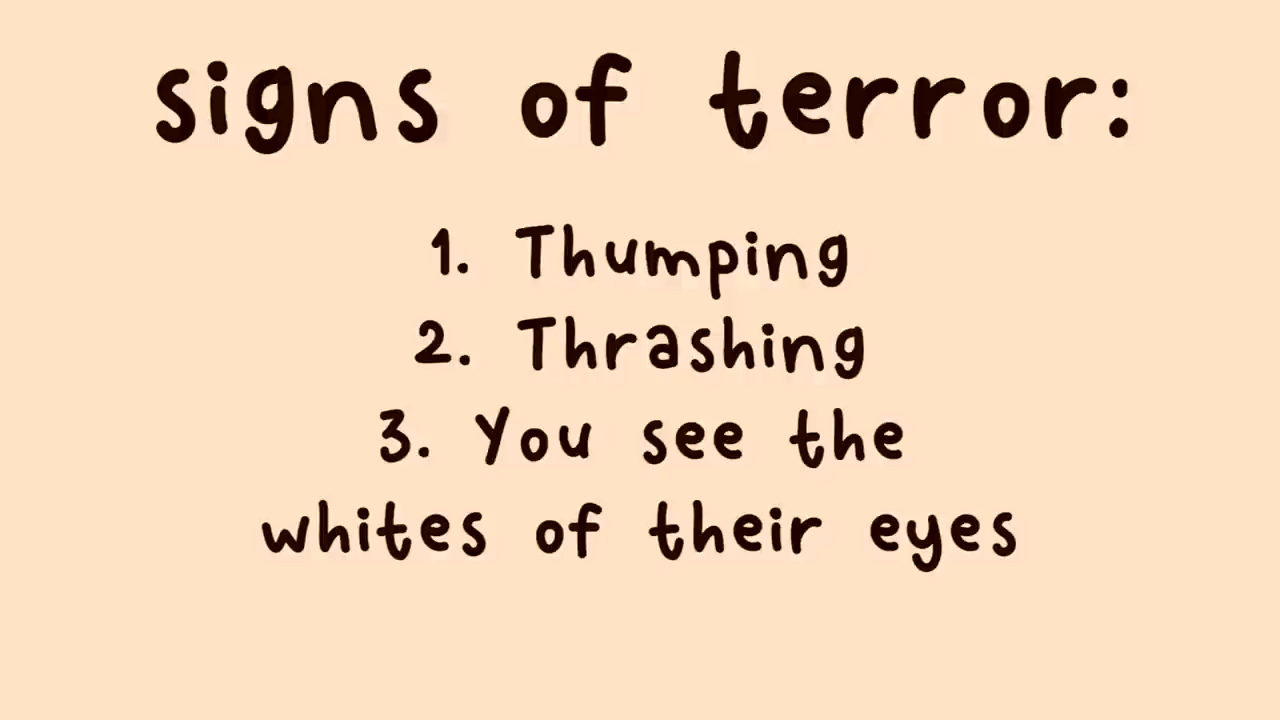 signs of terror:
1. Thumping
2. Thrashing
3. You see the
whites of their eyes